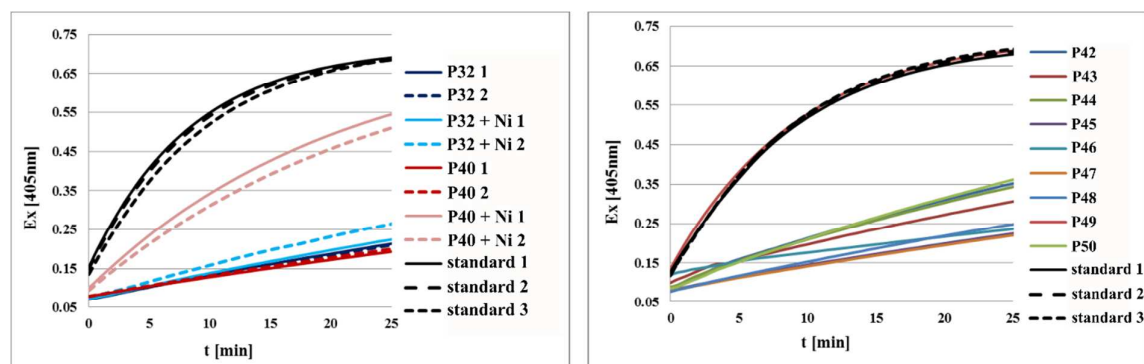 0.75
0.65
0.55
0.45
0.35
0.25
0.15
0.05
0
5
10
15
20
25
Ex [405nm]
t [min]
P32 1
P32 2
P32 + Ni 1
P32 + Ni 2
P40 1
P40 2
P40 + Ni 1
P40 + Ni 2
standard 1
standard 2
standard 3
0.75
0.65
0.55
0.45
0.35
0.25
0.15
0.05
0
5
10
15
20
25
Ex [405nm]
t [min]
P42
P43
P44
P45
P46
P47
P48
P49
P50
standard 1
standard 2
standard 3